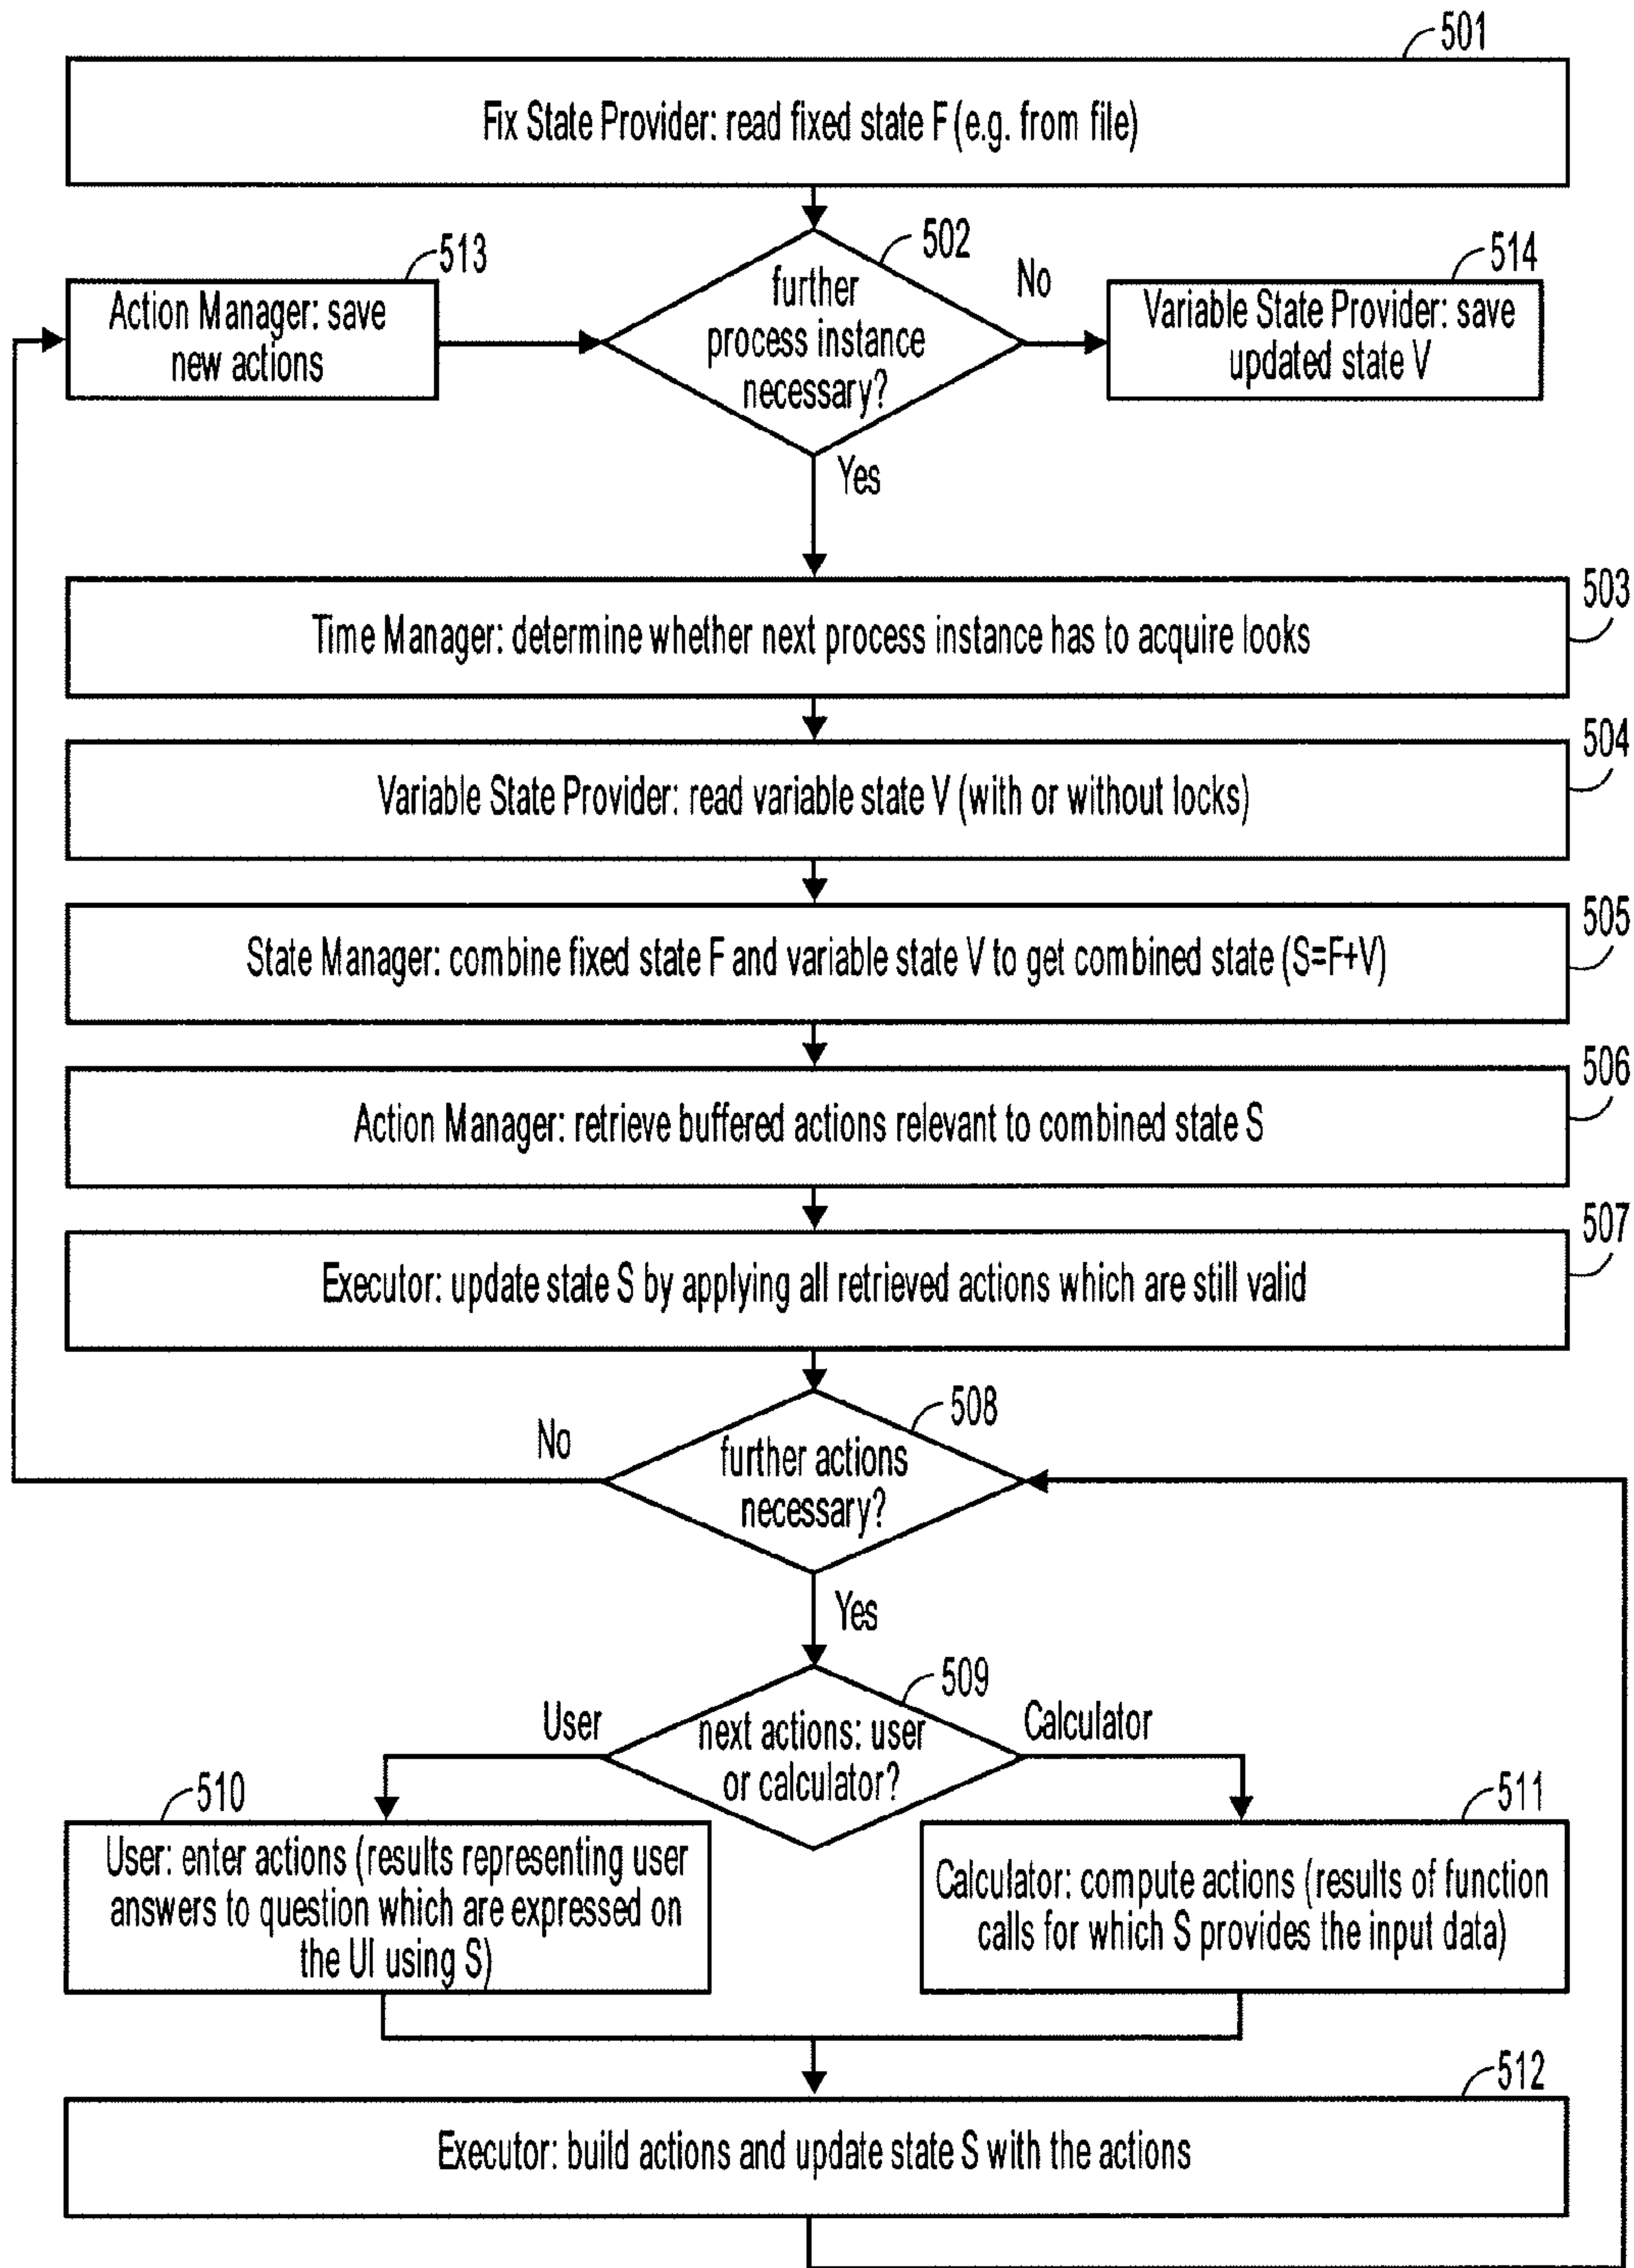 501
Fix State Provider: read fixed state F (e.g. from file)
513
Action Manager: save
new actions
502
further
process instance
necessary?
No
514
Variable State Provider: save
updated state V
Yes
503
Time Manager: determine whether next process instance has to acquire looks
504
Variable State Provider: read variable state V (with or without locks)
505
State Manager: combine fixed state F and variable state V to get combined state (S=F+V)
506
Action Manager: retrieve buffered actions relevant to combined state S
507
Executor: update state S by applying all retrieved actions which are still valid
508
No
further actions
necessary?
Yes
509
User
next actions: user
or calculator?
Calculator
510
User: enter actions (results representing user
answers to question which are expressed on
the UI using S)
511
Calculator: compute actions (results of function
calls for which S provides the input data)
512
Executor: build actions and update state S with the actions